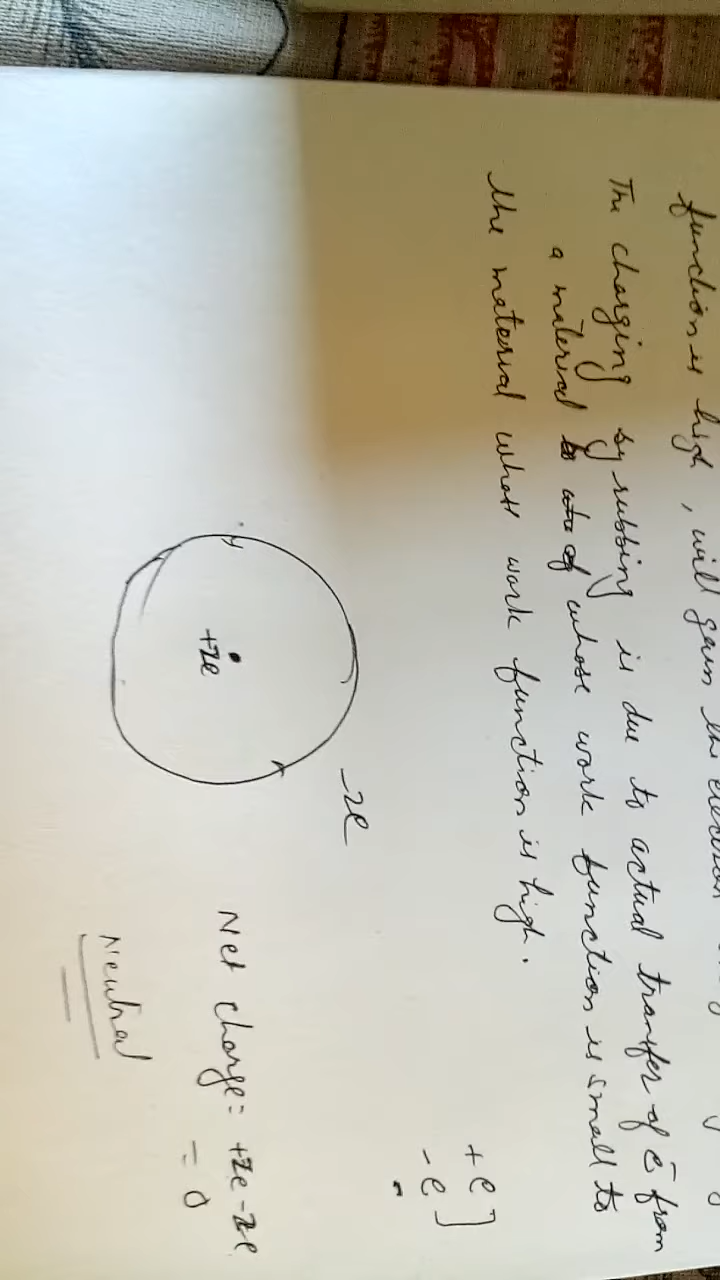 function is high, will gain the electron
The charging by rubbing is due to actual transfer of e⁻ from
a material whose work function is small to
the material whose work function is high.
+e ]
-e
-Ze
+Ze
Net charge = +Ze -Ze
= 0
Neutral